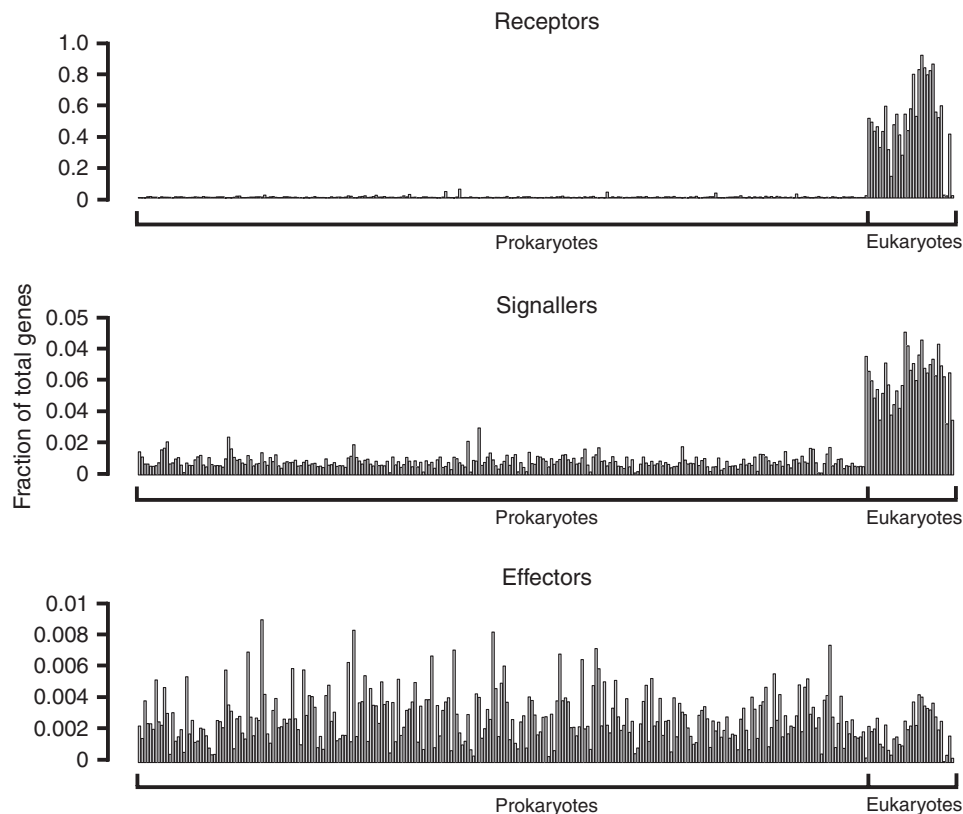 Receptors
1.0
0.8
0.6
0.4
0.2
0
Prokaryotes
Eukaryotes
Fraction of total genes
Signallers
0.05
0.04
0.06
0.04
0.02
0
Prokaryotes
Eukaryotes
Effectors
0.01
0.008
0.006
0.004
0.002
0
Prokaryotes
Eukaryotes